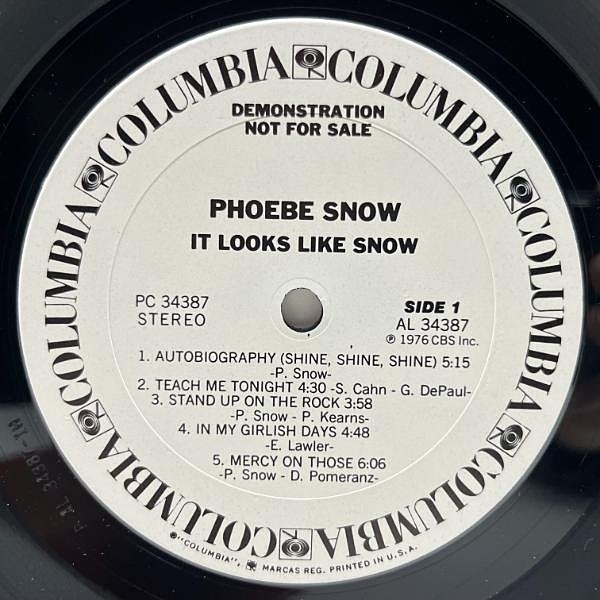 COLUMBIA COLUMBIA COLUMBIA COLUMBIA COLUMBIA COLUMBIA
DEMONSTRATION
NOT FOR SALE
PHOEBE SNOW
IT LOOKS LIKE SNOW
PC 34387
STEREO
SIDE 1
AL 34387
℗ 1976 CBS Inc.
1. AUTOBIOGRAPHY (SHINE, SHINE, SHINE) 5:15
-P. Snow-
2. TEACH ME TONIGHT 4:30 -S. Cahn - G. DePaul-
3. STAND UP ON THE ROCK 3:58
-P. Snow - P. Kearns-
4. IN MY GIRLISH DAYS 4:48
-E. Lawler-
5. MERCY ON THOSE 6:06
-P. Snow - D. Pomeranz-
"COLUMBIA", MARCAS REG. PRINTED IN U.S.A.